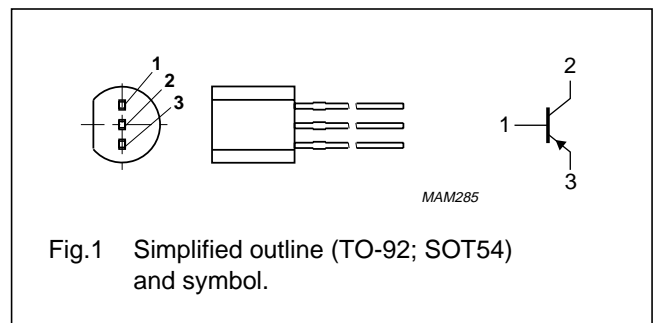 1
2
3
MAM285
2
1
3
Fig.1 Simplified outline (TO-92; SOT54)
and symbol.